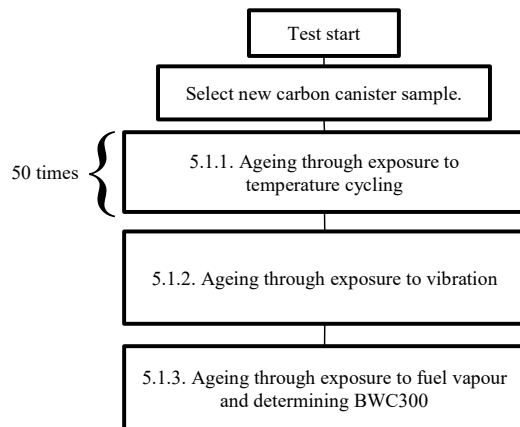 Test start
Select new carbon canister sample.
50 times
5.1.1. Ageing through exposure to
temperature cycling
5.1.2. Ageing through exposure to vibration
5.1.3. Ageing through exposure to fuel vapour
and determining BWC300